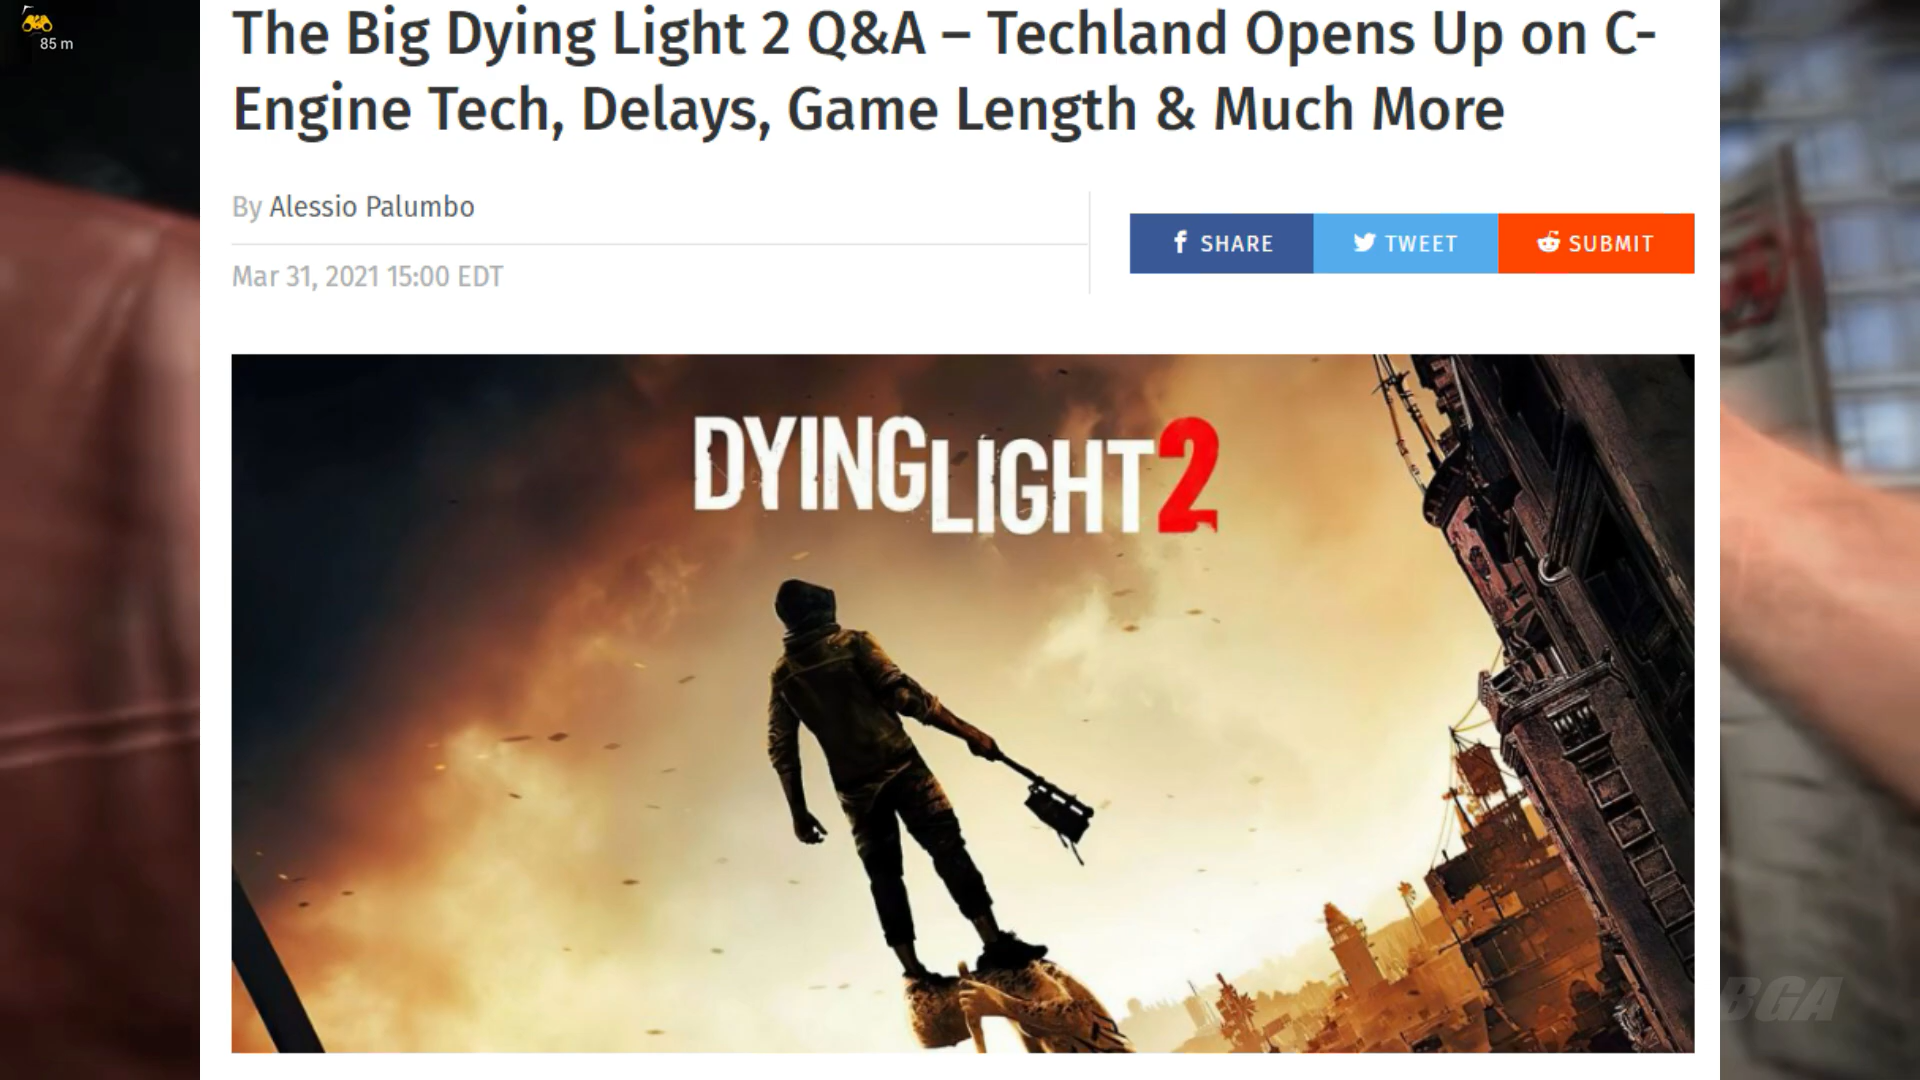 85 m
The Big Dying Light 2 Q&A – Techland Opens Up on C-
Engine Tech, Delays, Game Length & Much More
By Alessio Palumbo
Mar 31, 2021 15:00 EDT
f SHARE
TWEET
SUBMIT
DYING LIGHT 2
BGA